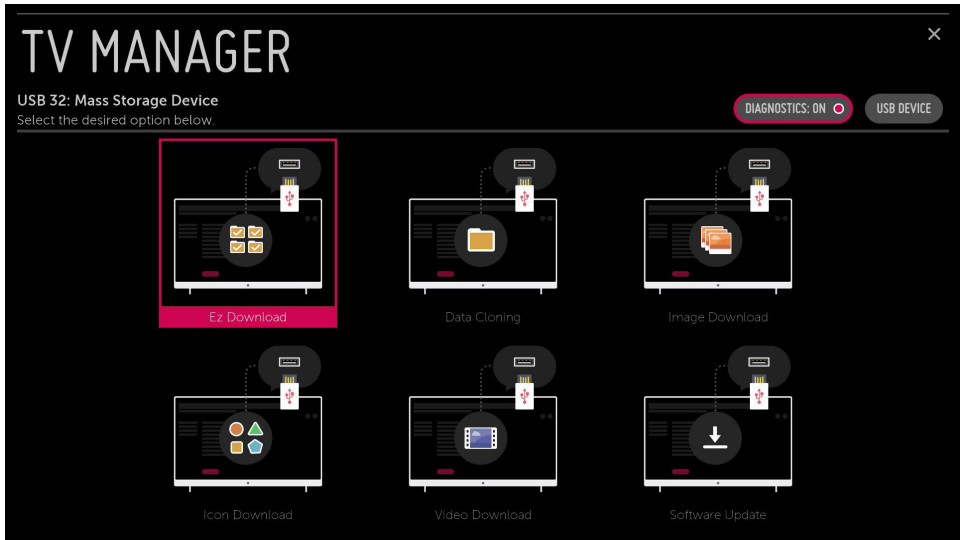 TV MANAGER
USB 32: Mass Storage Device
Select the desired option below.
DIAGNOSTICS: ON
USB DEVICE
Ez Download
Data Cloning
Image Download
Icon Download
Video Download
Software Update